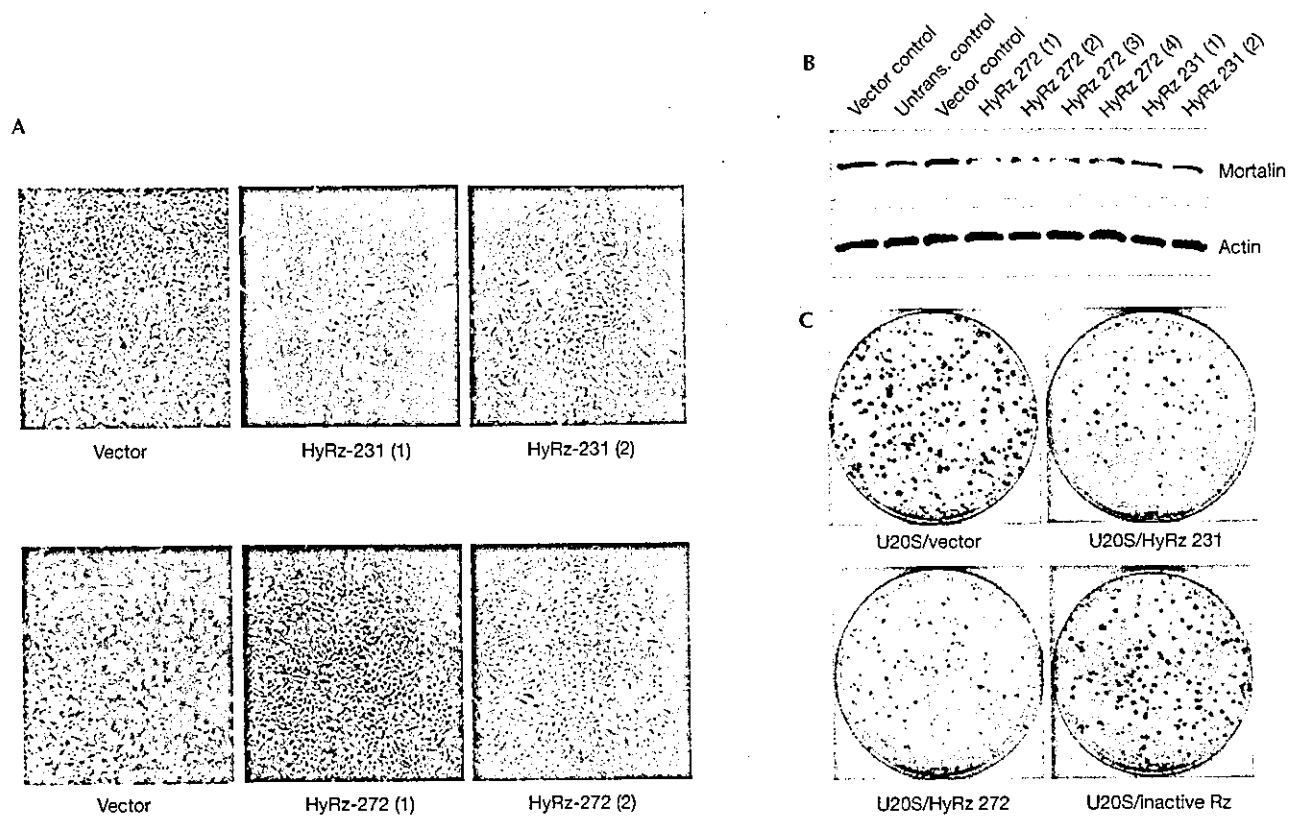 A
Vector
HyRz-231 (1)
HyRz-231 (2)
Vector
HyRz-272 (1)
HyRz-272 (2)
B
Vector control
Untrans. control
Vector control
HyRz 272 (1)
HyRz 272 (2)
HyRz 272 (3)
HyRz 272 (4)
HyRz 231 (1)
HyRz 231 (2)
Mortalin
Actin
C
U20S/vector
U20S/HyRz 231
U20S/HyRz 272
U20S/inactive Rz